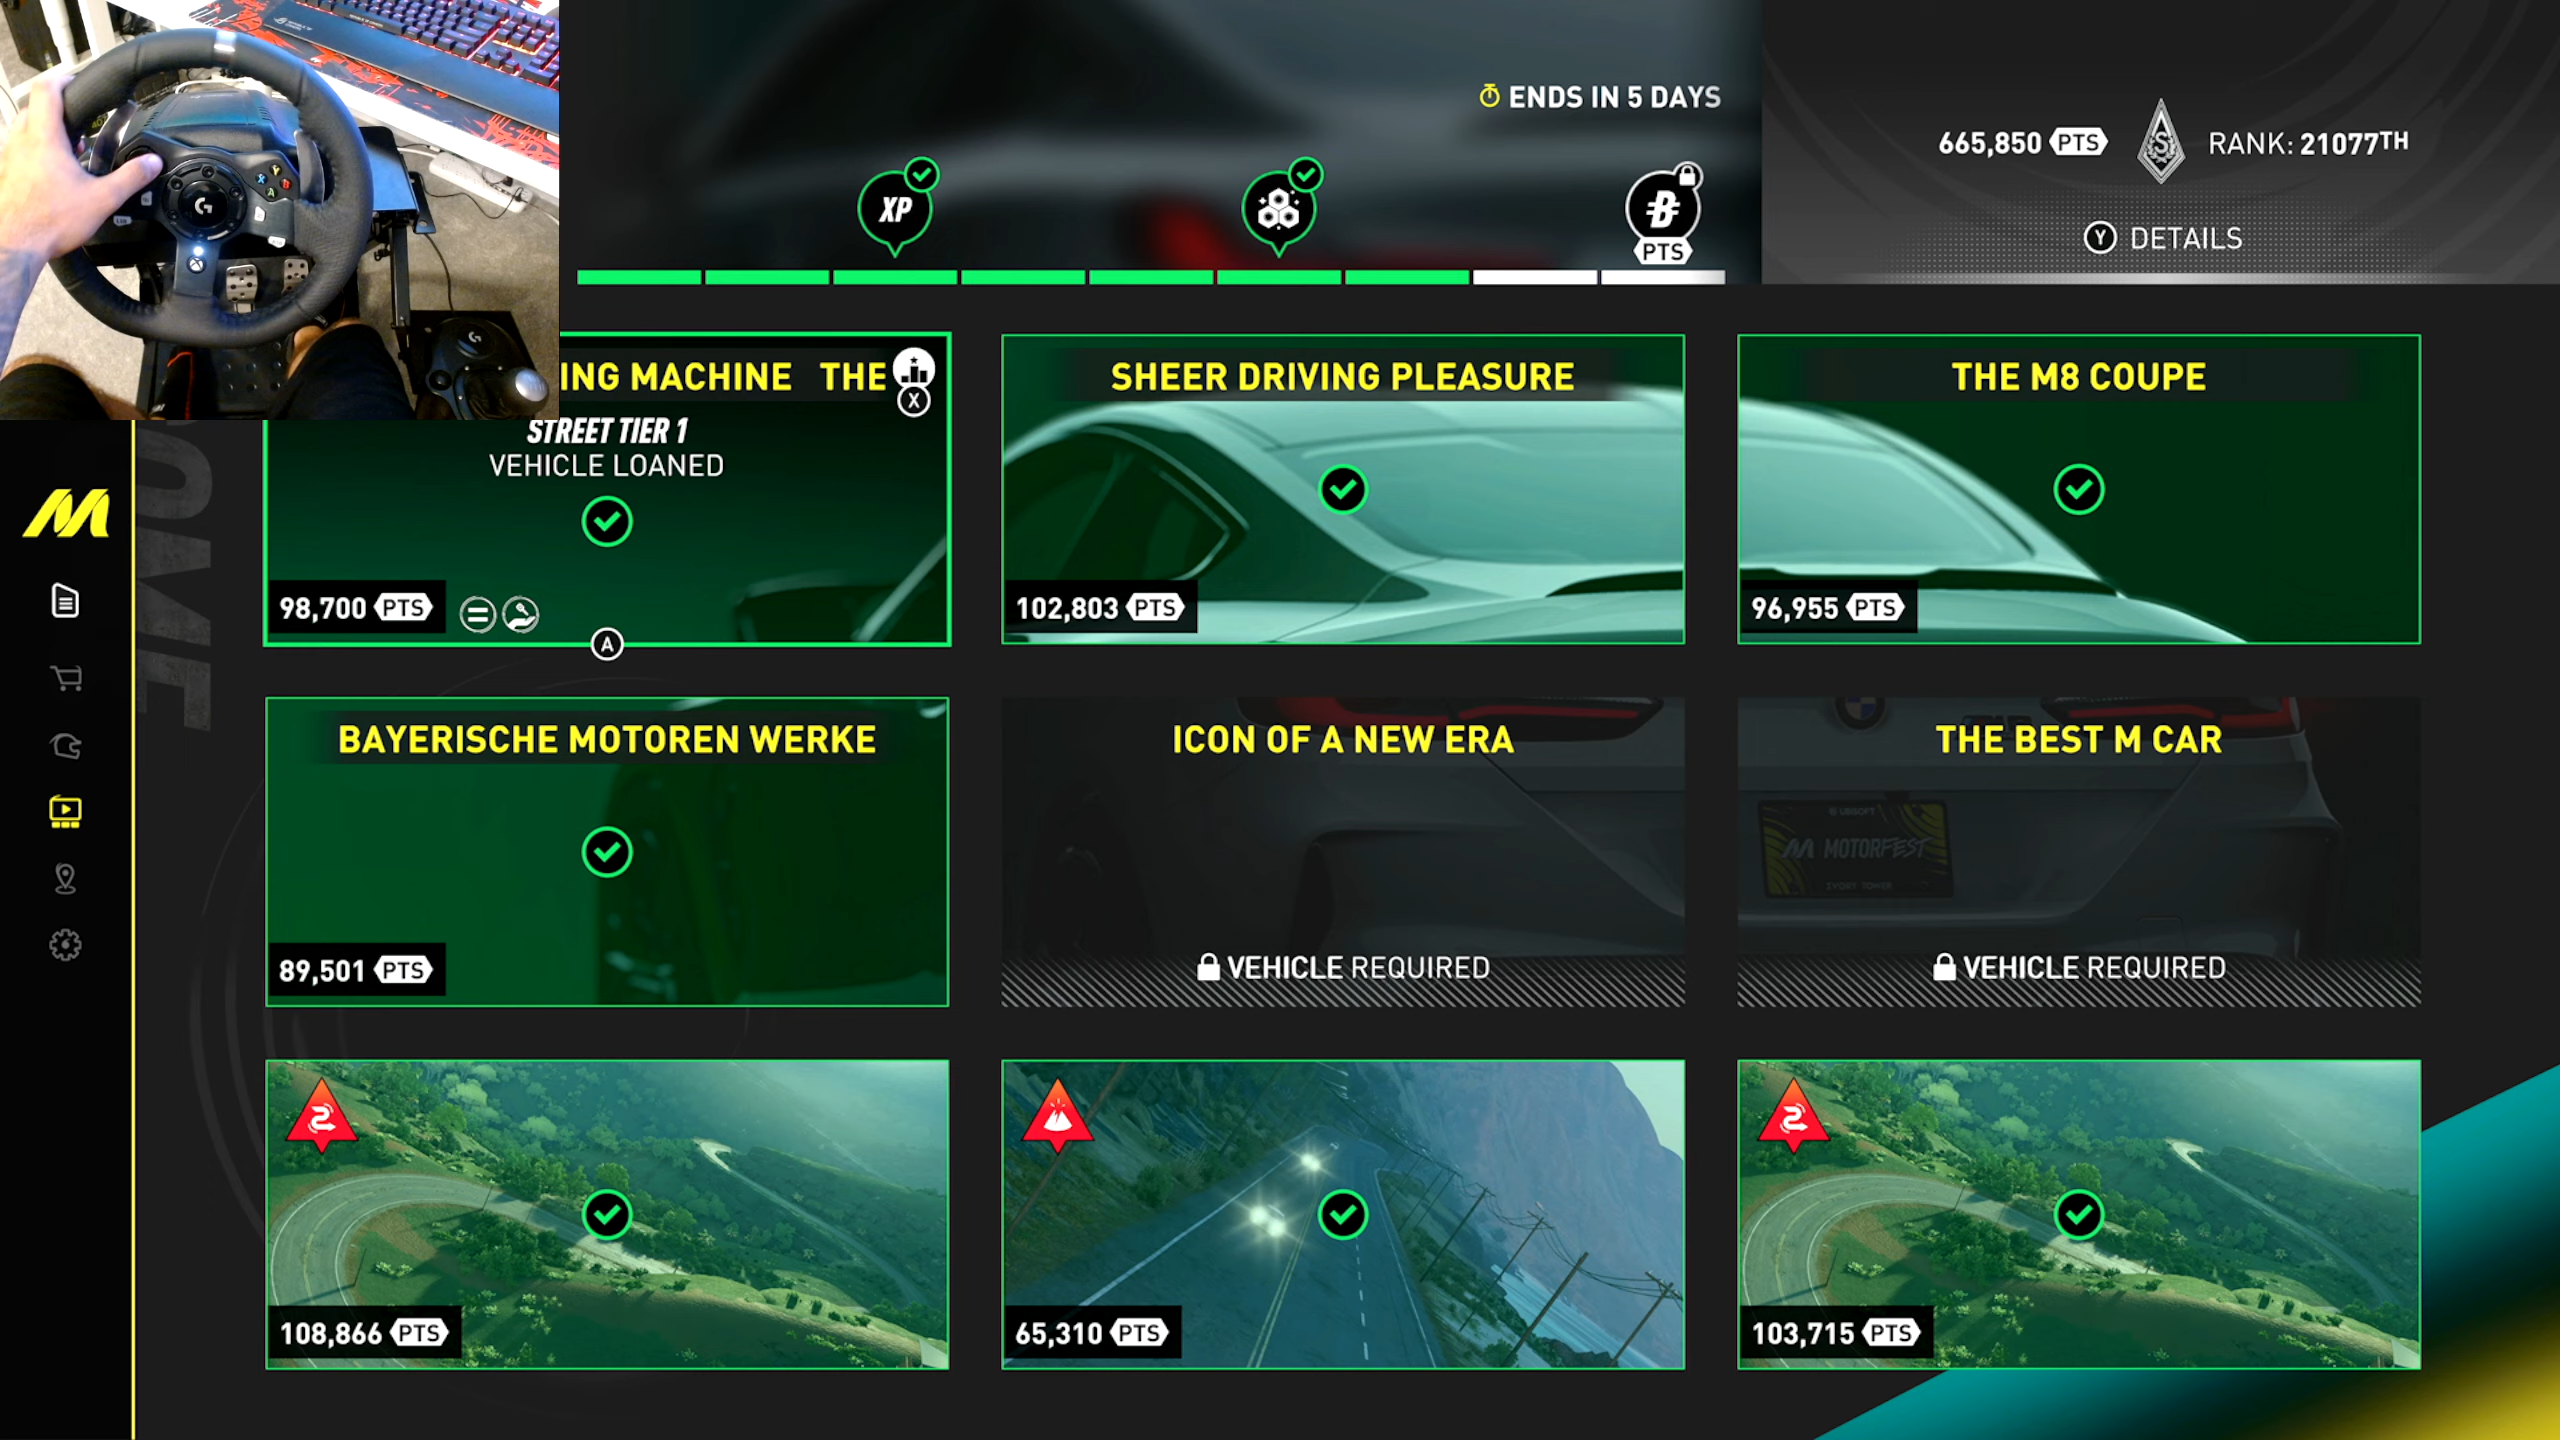 ENDS IN 5 DAYS
665,850 PTS
RANK: 21077TH
XP
PTS
Y DETAILS
ING MACHINE THE
X
STREET TIER 1
VEHICLE LOANED
98,700 PTS
A
SHEER DRIVING PLEASURE
102,803 PTS
THE M8 COUPE
96,955 PTS
BAYERISCHE MOTOREN WERKE
89,501 PTS
ICON OF A NEW ERA
VEHICLE REQUIRED
THE BEST M CAR
UBISOFT
MOTORFEST
IVORY TOWER
VEHICLE REQUIRED
108,866 PTS
65,310 PTS
103,715 PTS